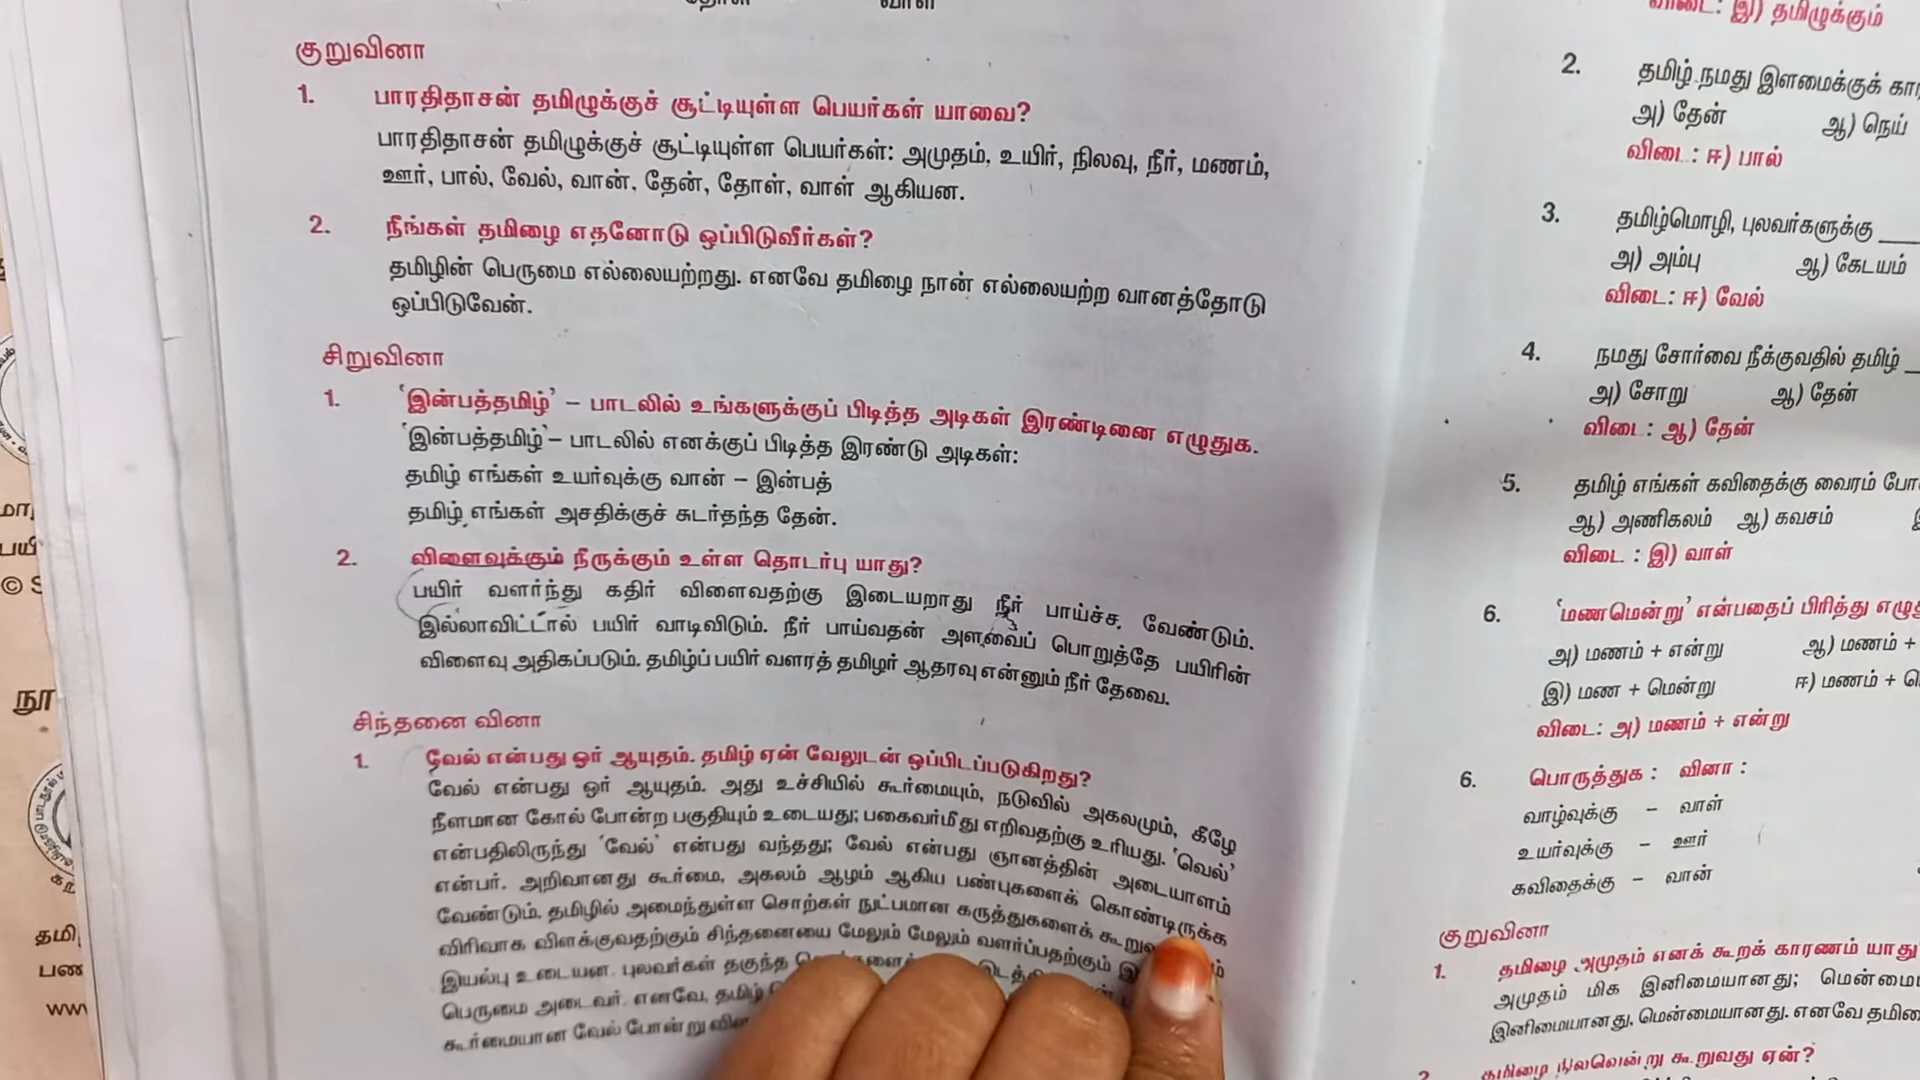 குறுவினா
1. பாரதிதாசன் தமிழுக்குச் சூட்டியுள்ள பெயர்கள் யாவை?
பாரதிதாசன் தமிழுக்குச் சூட்டியுள்ள பெயர்கள்: அமுதம், உயிர், நிலவு, நீர், மணம்,
ஊர், பால், வேல், வான், தேன், தோள், வாள் ஆகியன.
2. நீங்கள் தமிழை எதனோடு ஒப்பிடுவீர்கள்?
தமிழின் பெருமை எல்லையற்றது. எனவே தமிழை நான் எல்லையற்ற வானத்தோடு
ஒப்பிடுவேன்.
சிறுவினா
1. 'இன்பத்தமிழ்' – பாடலில் உங்களுக்குப் பிடித்த அடிகள் இரண்டினை எழுதுக.
'இன்பத்தமிழ்' – பாடலில் எனக்குப் பிடித்த இரண்டு அடிகள்:
தமிழ் எங்கள் உயர்வுக்கு வான் – இன்பத்
தமிழ் எங்கள் அசதிக்குச் சுடர்தந்த தேன்.
2. விளைவுக்கும் நீருக்கும் உள்ள தொடர்பு யாது?
பயிர் வளர்ந்து கதிர் விளைவதற்கு இடையறாது நீர் பாய்ச்ச வேண்டும்.
இல்லாவிட்டால் பயிர் வாடிவிடும். நீர் பாய்வதன் அளவைப் பொறுத்தே பயிரின்
விளைவு அதிகப்படும். தமிழ்ப் பயிர் வளரத் தமிழர் ஆதரவு என்னும் நீர் தேவை.
சிந்தனை வினா
1. வேல் என்பது ஓர் ஆயுதம். தமிழ் ஏன் வேலுடன் ஒப்பிடப்படுகிறது?
வேல் என்பது ஓர் ஆயுதம். அது உச்சியில் கூர்மையும், நடுவில் அகலமும், கீழே
நீளமான கோல் போன்ற பகுதியும் உடையது; பகைவர்மீது எறிவதற்கு உரியது. 'வெல்'
என்பதிலிருந்து 'வேல்' என்பது வந்தது; வேல் என்பது ஞானத்தின் அடையாளம்
என்பர். அறிவானது கூர்மை, அகலம் ஆழம் ஆகிய பண்புகளைக் கொண்டிருக்க
வேண்டும். தமிழில் அமைந்துள்ள சொற்கள் நுட்பமான கருத்துகளைக்
விரிவாக விளக்குவதற்கும் சிந்தனையை மேலும் மேலும் வளர்ப்பதற்கும்
இயல்பு உடையன. புலவர்கள் தகுந்த
பெருமை அடைவர். எனவே, தமிழ்
கூர்மையான வேல் போன்று
விடை: இ) தமிழுக்கும்
2. தமிழ் நமது இளமைக்குக்
அ) தேன் ஆ) நெய்
விடை : ஈ) பால்
3. தமிழ்மொழி, புலவர்களுக்கு ____
அ) அம்பு ஆ) கேடயம்
விடை: ஈ) வேல்
4. நமது சோர்வை நீக்குவதில் தமிழ் _
அ) சோறு ஆ) தேன்
விடை : ஆ) தேன்
5. தமிழ் எங்கள் கவிதைக்கு வைரம்
ஆ) அணிகலம் ஆ) கவசம்
விடை : இ) வாள்
6. 'மணமென்று' என்பதைப் பிரித்து
அ) மணம் + என்று ஆ) மணம் +
இ) மண + மென்று ஈ) மணம் +
விடை: அ) மணம் + என்று
6. பொருத்துக : வினா :
வாழ்வுக்கு – வாள்
உயர்வுக்கு – ஊர்
கவிதைக்கு – வான்
குறுவினா
1. தமிழை அமுதம் எனக் கூறக் காரணம் யாது
அமுதம் மிக இனிமையானது;
இனிமையானது, மென்மையானது. எனவே
2. தமிழை நிலவென்று கூறுவது ஏன்?